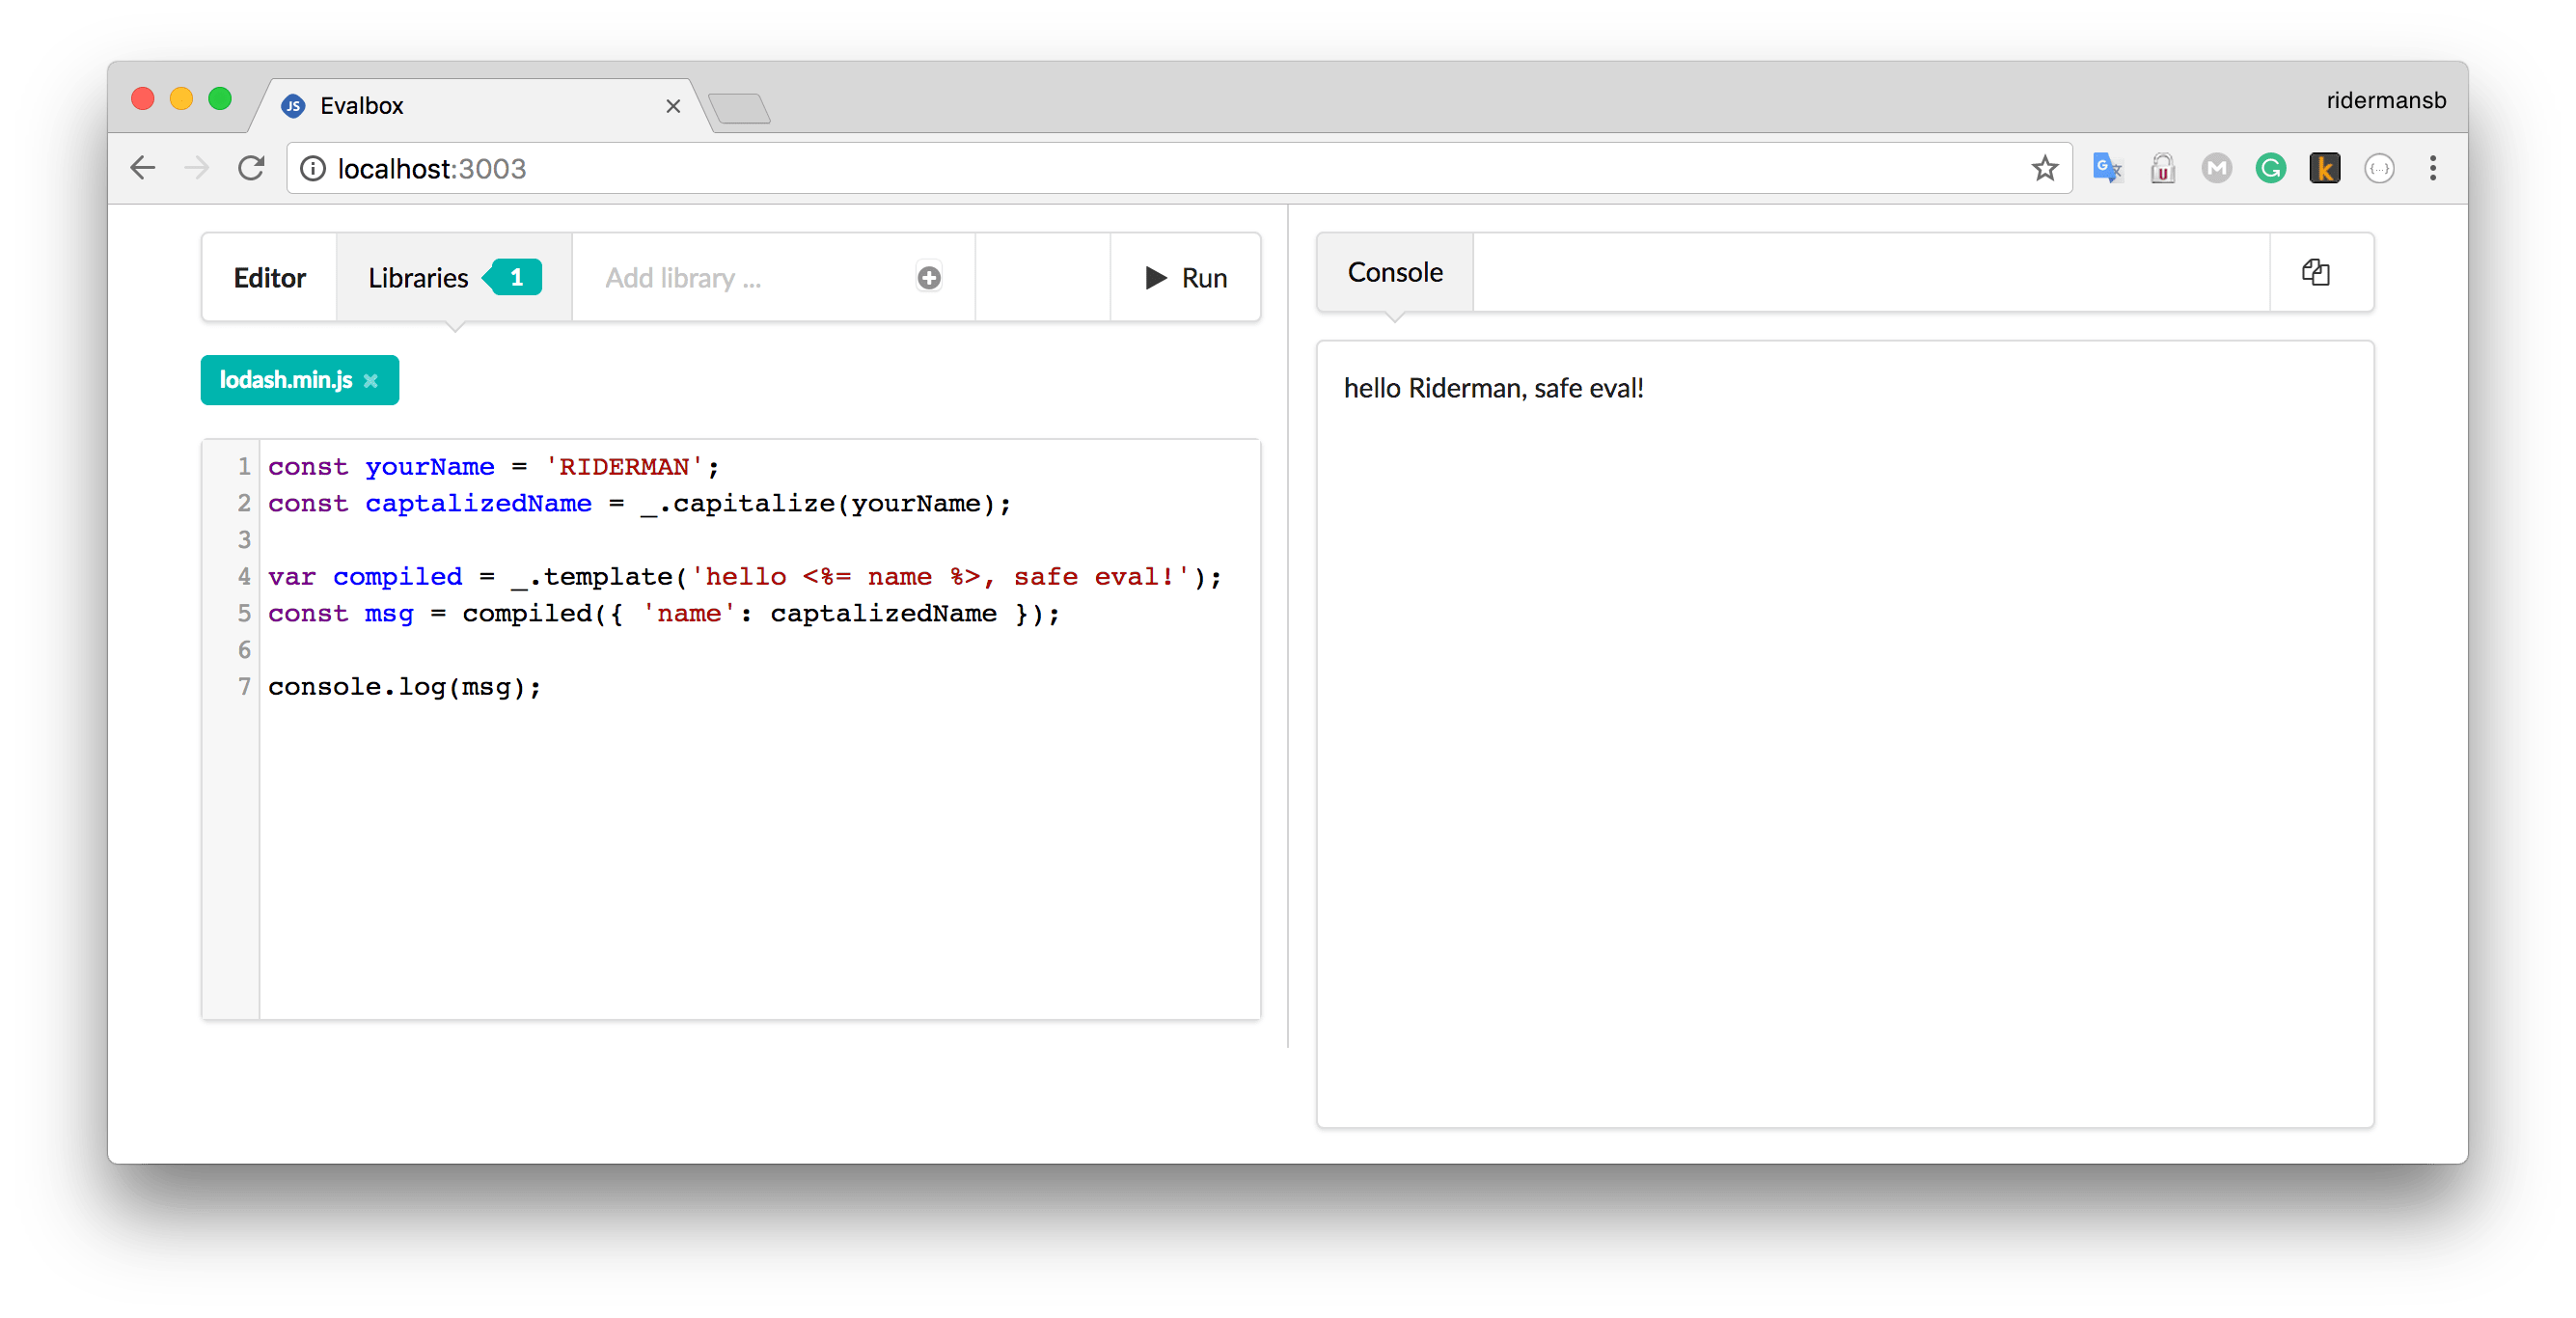 JS Evalbox
ridermansb
localhost:3003
Editor
Libraries 1
Add library ...
Run
Console
lodash.min.js
hello Riderman, safe eval!
1 const yourName = 'RIDERMAN';
2 const captalizedName = _.capitalize(yourName);
3
4 var compiled = _.template('hello <%= name %>, safe eval!');
5 const msg = compiled({ 'name': captalizedName });
6
7 console.log(msg);